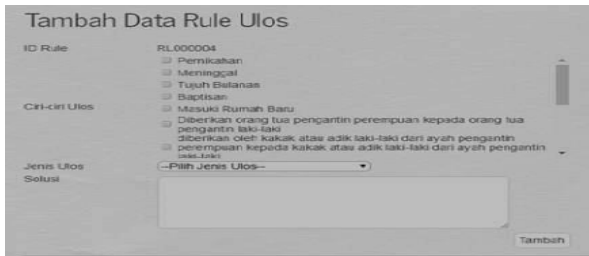 Tambah Data Rule Ulos
ID Rule RL000004
Pernikahan
Meninggal
Tujuh Bulanan
Baptisan
Ciri-ciri Ulos Masuki Rumah Baru
Diberikan orang tua pengantin perempuan kepada orang tua
pengantin laki-laki
diberikan oleh kakak atau adik laki-laki dari ayah pengantin
perempuan kepada kakak atau adik laki-laki dari ayah pengantin
laki-laki
Jenis Ulos --Pilih Jenis Ulos--
Solusi
Tambah